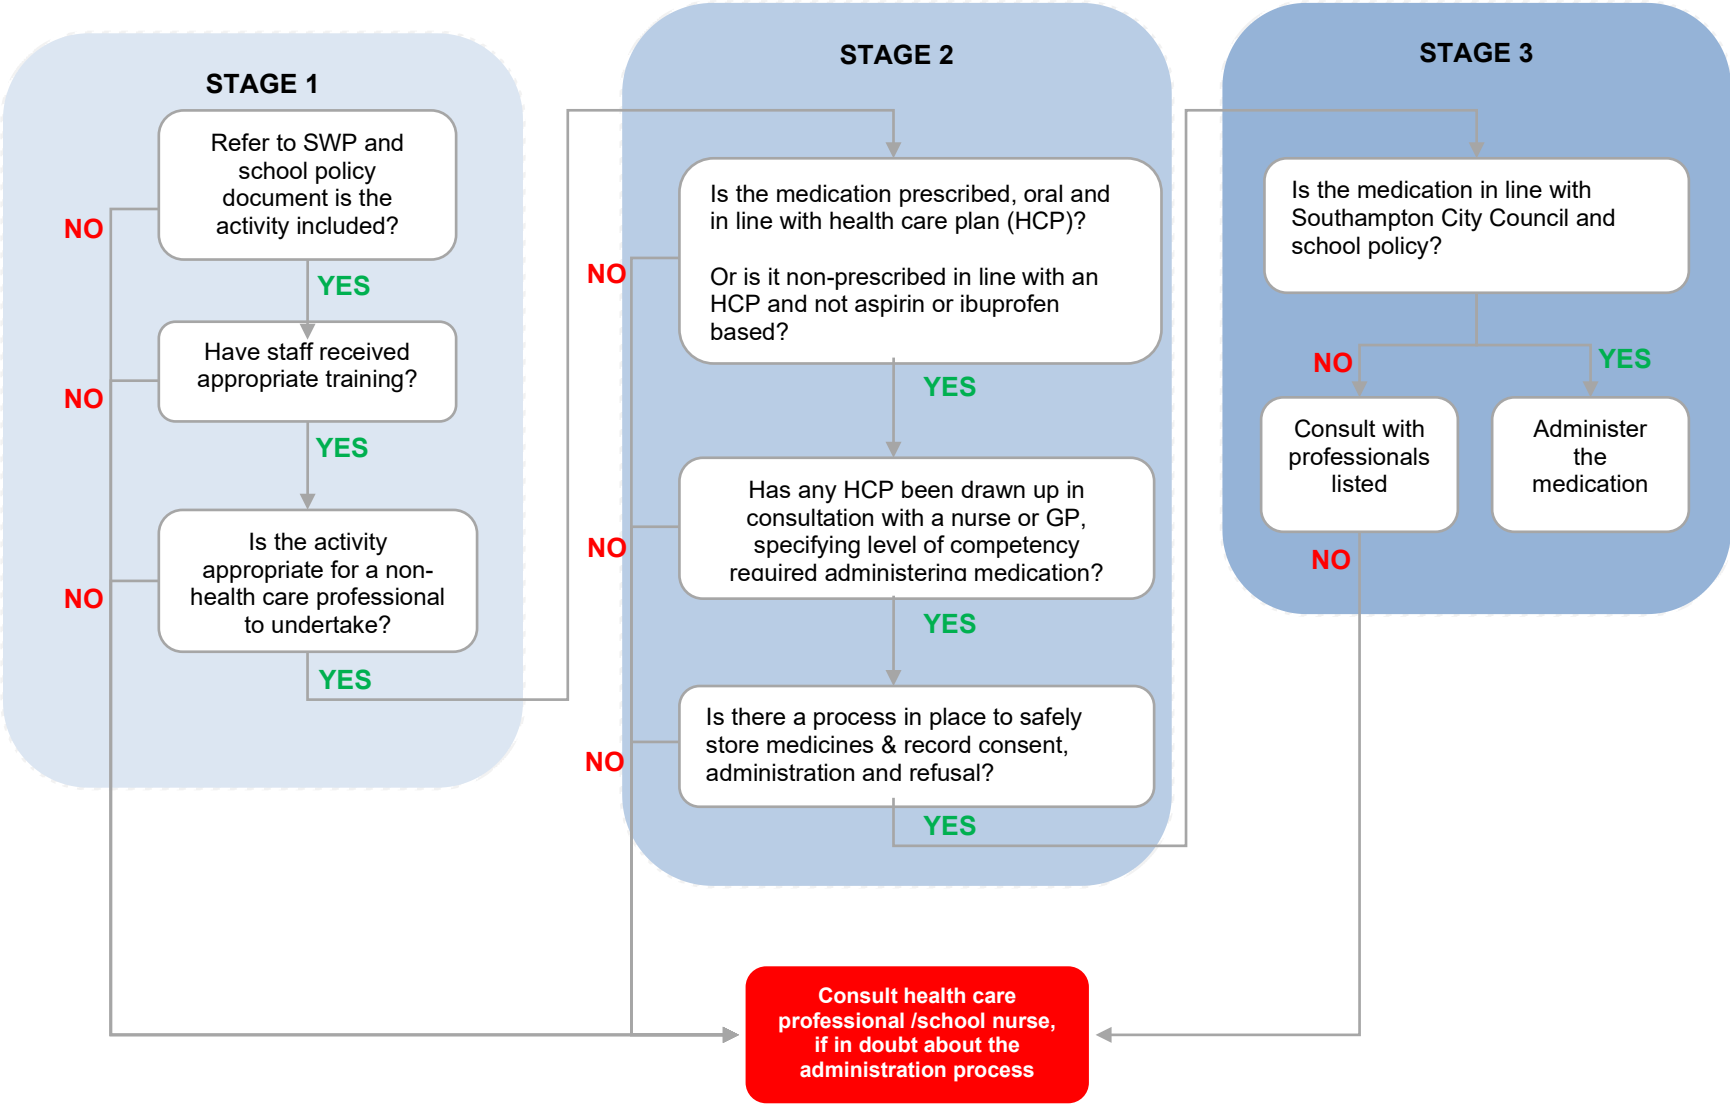 STAGE 1
Refer to SWP and
school policy
document is the
activity included?
NO
YES
Have staff received
appropriate training?
NO
YES
Is the activity
appropriate for a non-
health care professional
to undertake?
NO
YES
STAGE 2
Is the medication prescribed, oral and
in line with health care plan (HCP)?
Or is it non-prescribed in line with an
HCP and not aspirin or ibuprofen
based?
NO
YES
Has any HCP been drawn up in
consultation with a nurse or GP,
specifying level of competency
required administering medication?
NO
YES
Is there a process in place to safely
store medicines & record consent,
administration and refusal?
NO
YES
STAGE 3
Is the medication in line with
Southampton City Council and
school policy?
NO
YES
Consult with
professionals
listed
Administer
the
medication
NO
Consult health care
professional /school nurse,
if in doubt about the
administration process